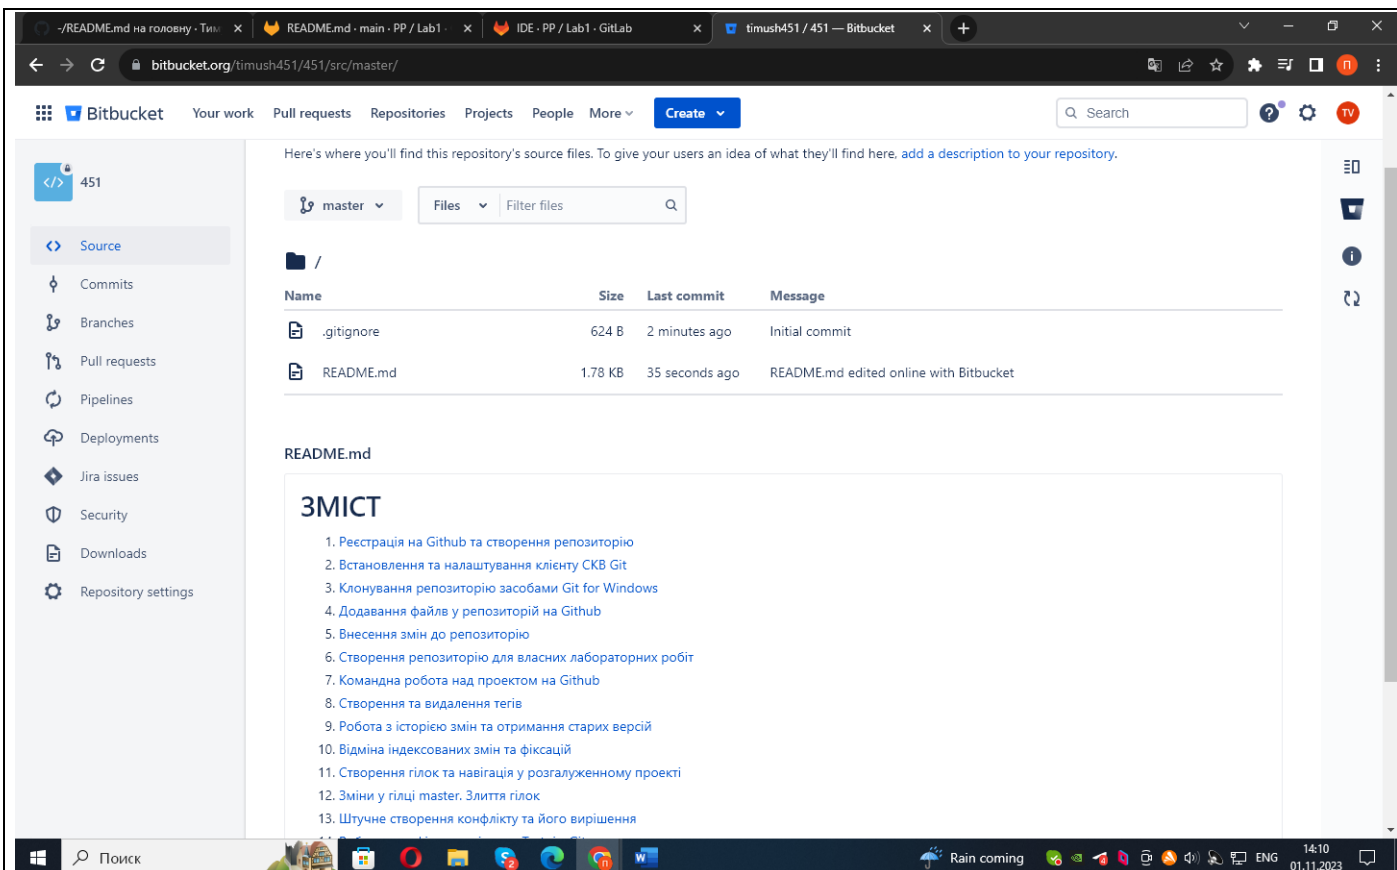 -/README.md на головну · Тим
README.md · main · PP / Lab1 ·
IDE · PP / Lab1 · GitLab
timush451 / 451 — Bitbucket
bitbucket.org/timush451/451/src/master/
П
Bitbucket
Your work Pull requests Repositories Projects People More Create
Search
TV
Here's where you'll find this repository's source files. To give your users an idea of what they'll find here, add a description to your repository.
451
master Files Filter files
Source
/
Commits
Name Size Last commit Message
Branches
.gitignore 624 B 2 minutes ago Initial commit
Pull requests
README.md 1.78 KB 35 seconds ago README.md edited online with Bitbucket
Pipelines
Deployments
README.md
Jira issues
Security
Downloads
Repository settings
ЗМІСТ
1. Реєстрація на Github та створення репозиторію
2. Встановлення та налаштування клієнту СКВ Git
3. Клонування репозиторію засобами Git for Windows
4. Додавання файлв у репозиторій на Github
5. Внесення змін до репозиторію
6. Створення репозиторію для власних лабораторних робіт
7. Командна робота над проектом на Github
8. Створення та видалення тегів
9. Робота з історією змін та отримання старих версій
10. Відміна індексованих змін та фіксацій
11. Створення гілок та навігація у розгалуженному проекті
12. Зміни у гілці master. Злиття гілок
13. Штучне створення конфлікту та його вирішення
Поиск
Rain coming
ENG
14:10
01.11.2023